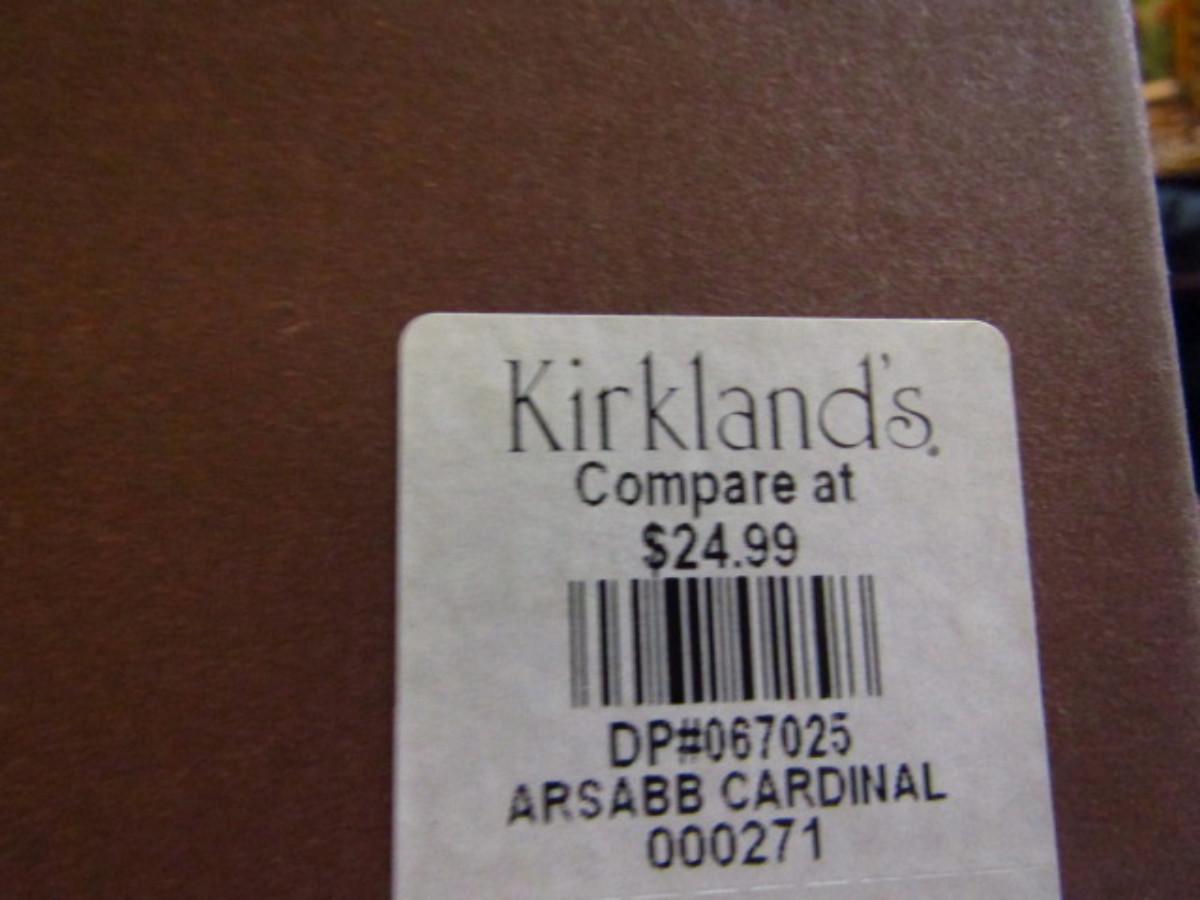 Kirkland's
Compare at
$24.99
DP#067025
ARSABB CARDINAL
000271